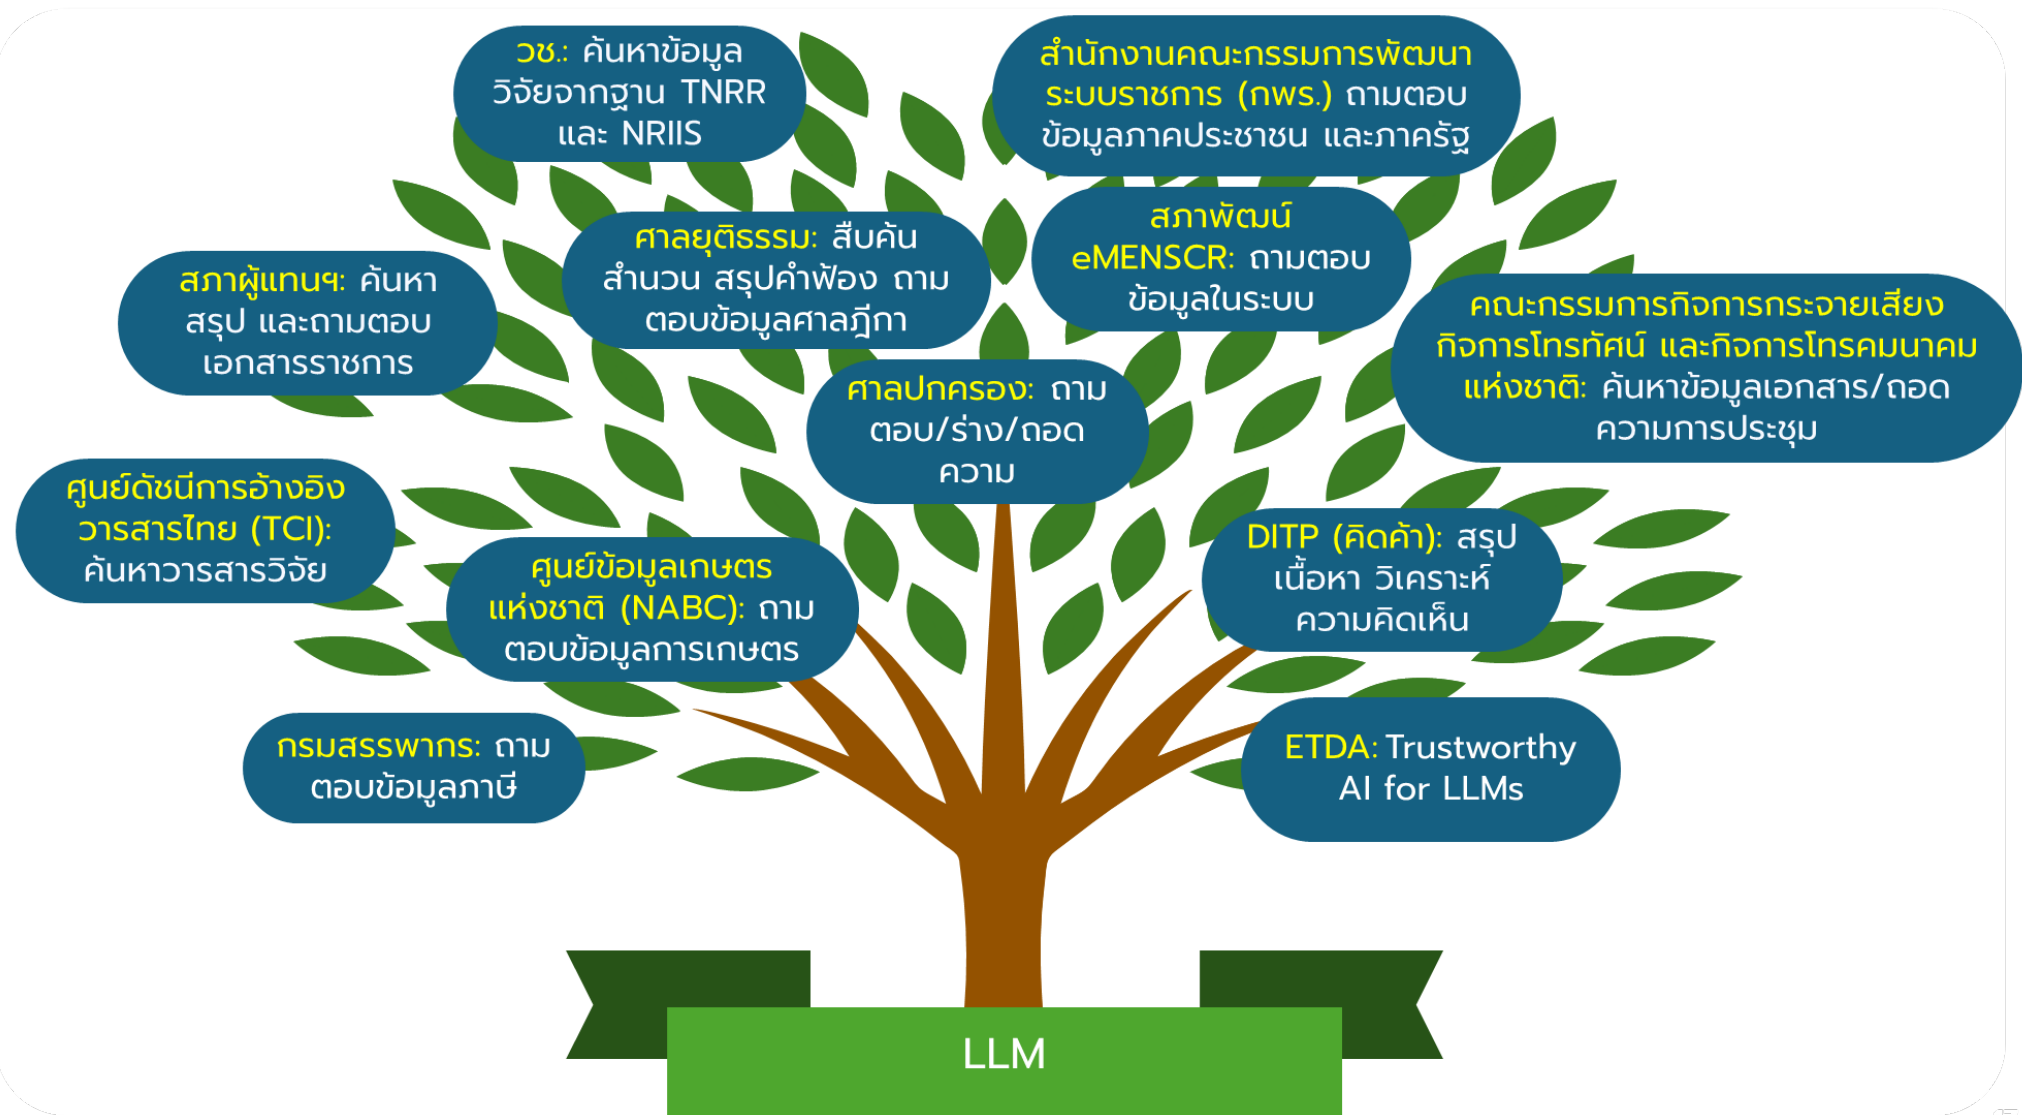 วช.: ค้นหาข้อมูล
วิจัยจากฐาน TNRR
และ NRIIS
สำนักงานคณะกรรมการพัฒนา
ระบบราชการ (กพร.) ถามตอบ
ข้อมูลภาคประชาชน และภาครัฐ
ศาลยุติธรรม: สืบค้น
สำนวน สรุปคำฟ้อง ถาม
ตอบข้อมูลศาลฎีกา
สภาพัฒน์
eMENSCR: ถามตอบ
ข้อมูลในระบบ
สภาผู้แทนฯ: ค้นหา
สรุป และถามตอบ
เอกสารราชการ
คณะกรรมการกิจการกระจายเสียง
กิจการโทรทัศน์ และกิจการโทรคมนาคม
แห่งชาติ: ค้นหาข้อมูลเอกสาร/ถอด
ความการประชุม
ศาลปกครอง: ถาม
ตอบ/ร่าง/ถอด
ความ
ศูนย์ดัชนีการอ้างอิง
วารสารไทย (TCI):
ค้นหาวารสารวิจัย
ศูนย์ข้อมูลเกษตร
แห่งชาติ (NABC): ถาม
ตอบข้อมูลการเกษตร
DITP (คิดค้า): สรุป
เนื้อหา วิเคราะห์
ความคิดเห็น
กรมสรรพากร: ถาม
ตอบข้อมูลภาษี
ETDA: Trustworthy
AI for LLMs
LLM